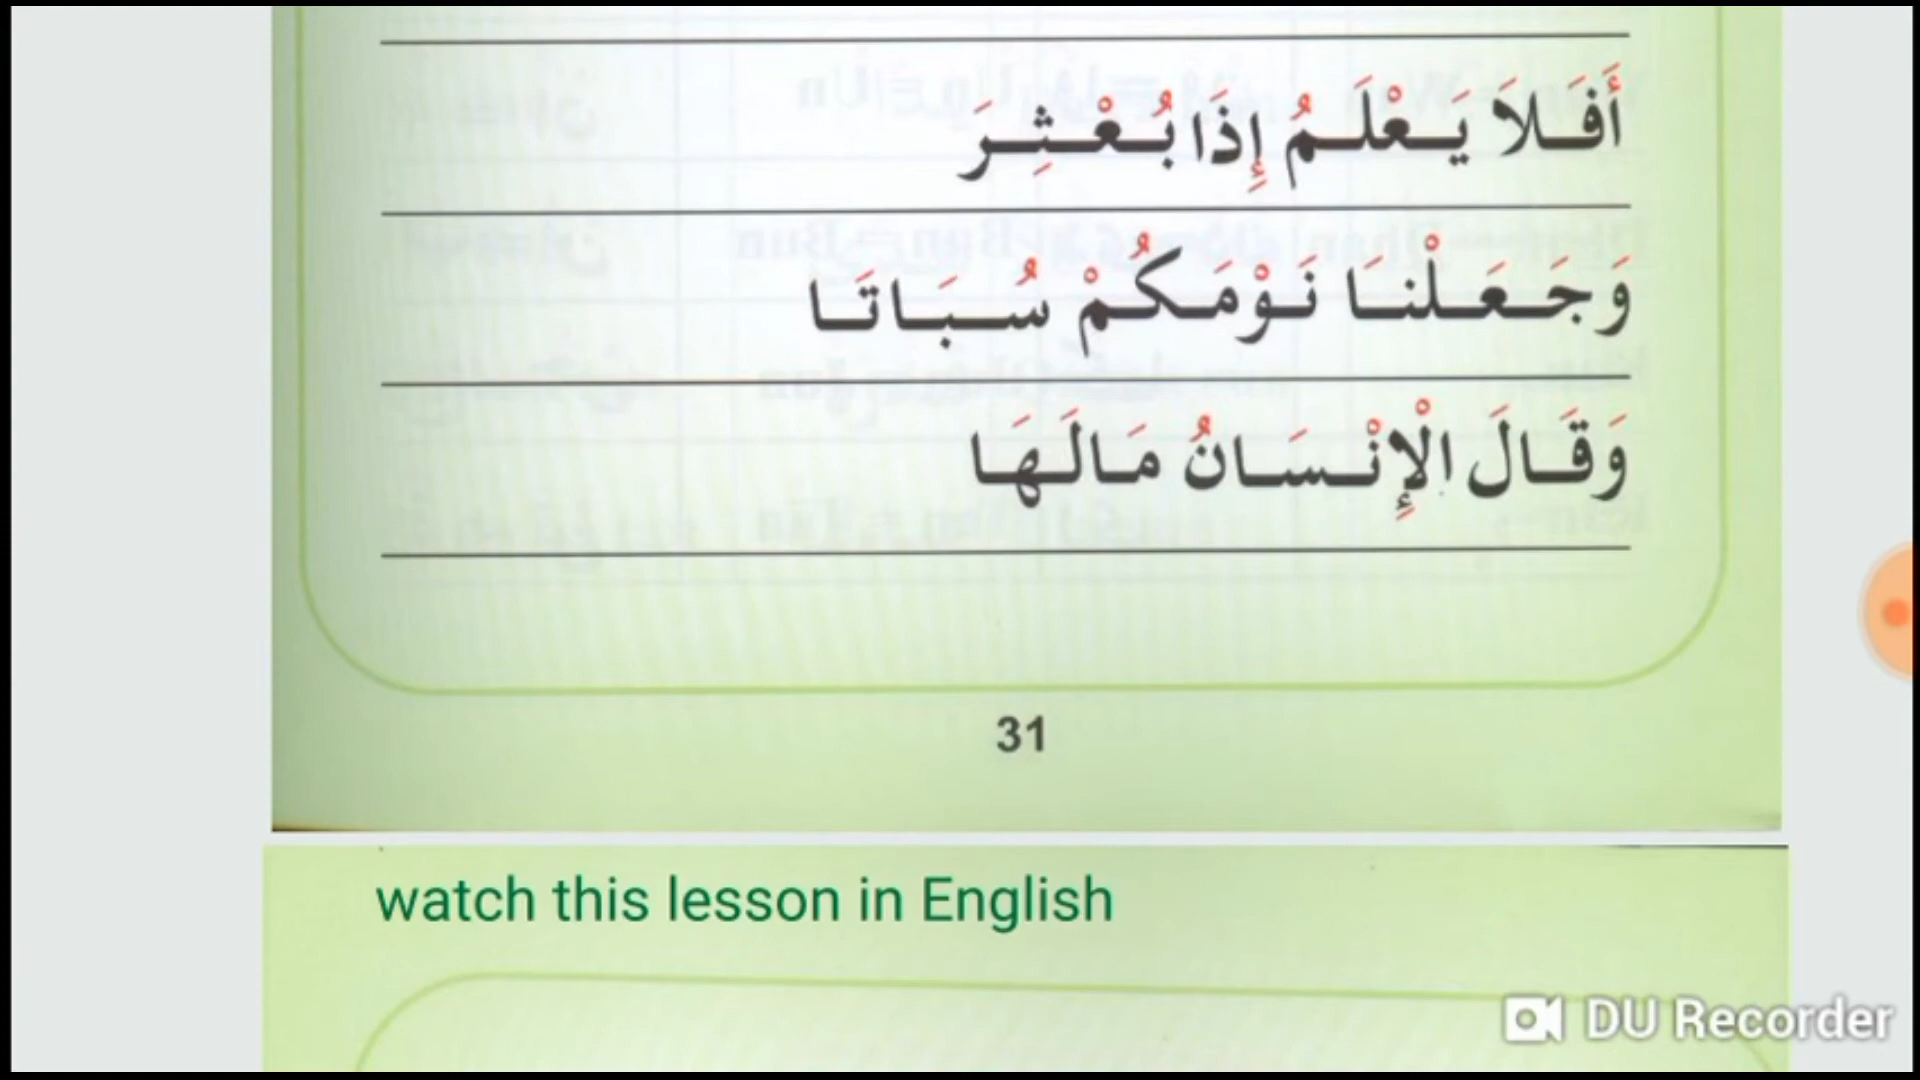 أَفَلَا يَعْلَمُ إِذَا بُعْثِرَ
وَجَعَلْنَا نَوْمَكُمْ سُبَاتَا
وَقَالَ الْإِنْسَانُ مَالَهَا
31
watch this lesson in English
DU Recorder